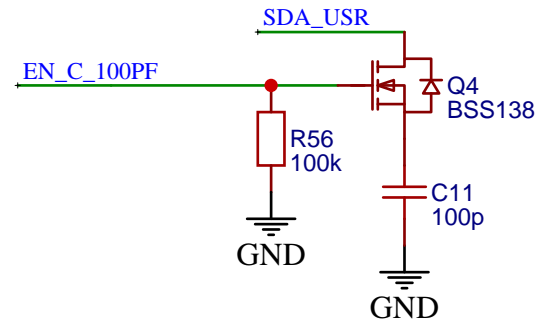 SDA_USR
EN_C_100PF
Q4
BSS138
R56
100k
C11
100p
GND
GND